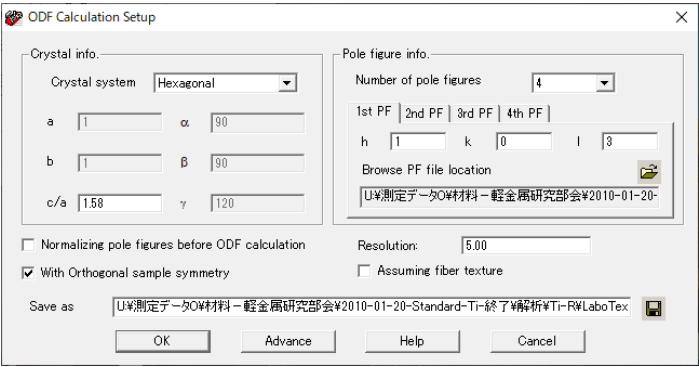 ODF Calculation Setup
Crystal info.
Crystal system Hexagonal
a 1 α 90
b 1 β 90
c/a 1.58 γ 120
Pole figure info.
Number of pole figures 4
1st PF 2nd PF 3rd PF 4th PF
h 1 k 0 l 3
Browse PF file location
U:¥測定データO¥材料－軽金属研究部会¥2010-01-20-
Normalizing pole figures before ODF calculation
With Orthogonal sample symmetry
Resolution: 5.00
Assuming fiber texture
Save as U:¥測定データO¥材料－軽金属研究部会¥2010-01-20-Standard-Ti-終了¥解析¥Ti-R¥LaboTex
OK Advance Help Cancel